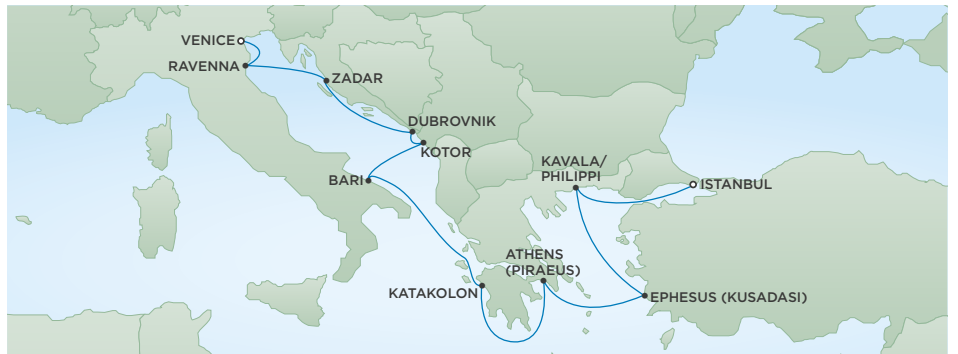 VENICE
RAVENNA
ZADAR
DUBROVNIK
KOTOR
BARI
KAVALA/
PHILIPPI
ISTANBUL
ATHENS
(PIRAEUS)
KATAKOLON
EPHESUS (KUSADASI)